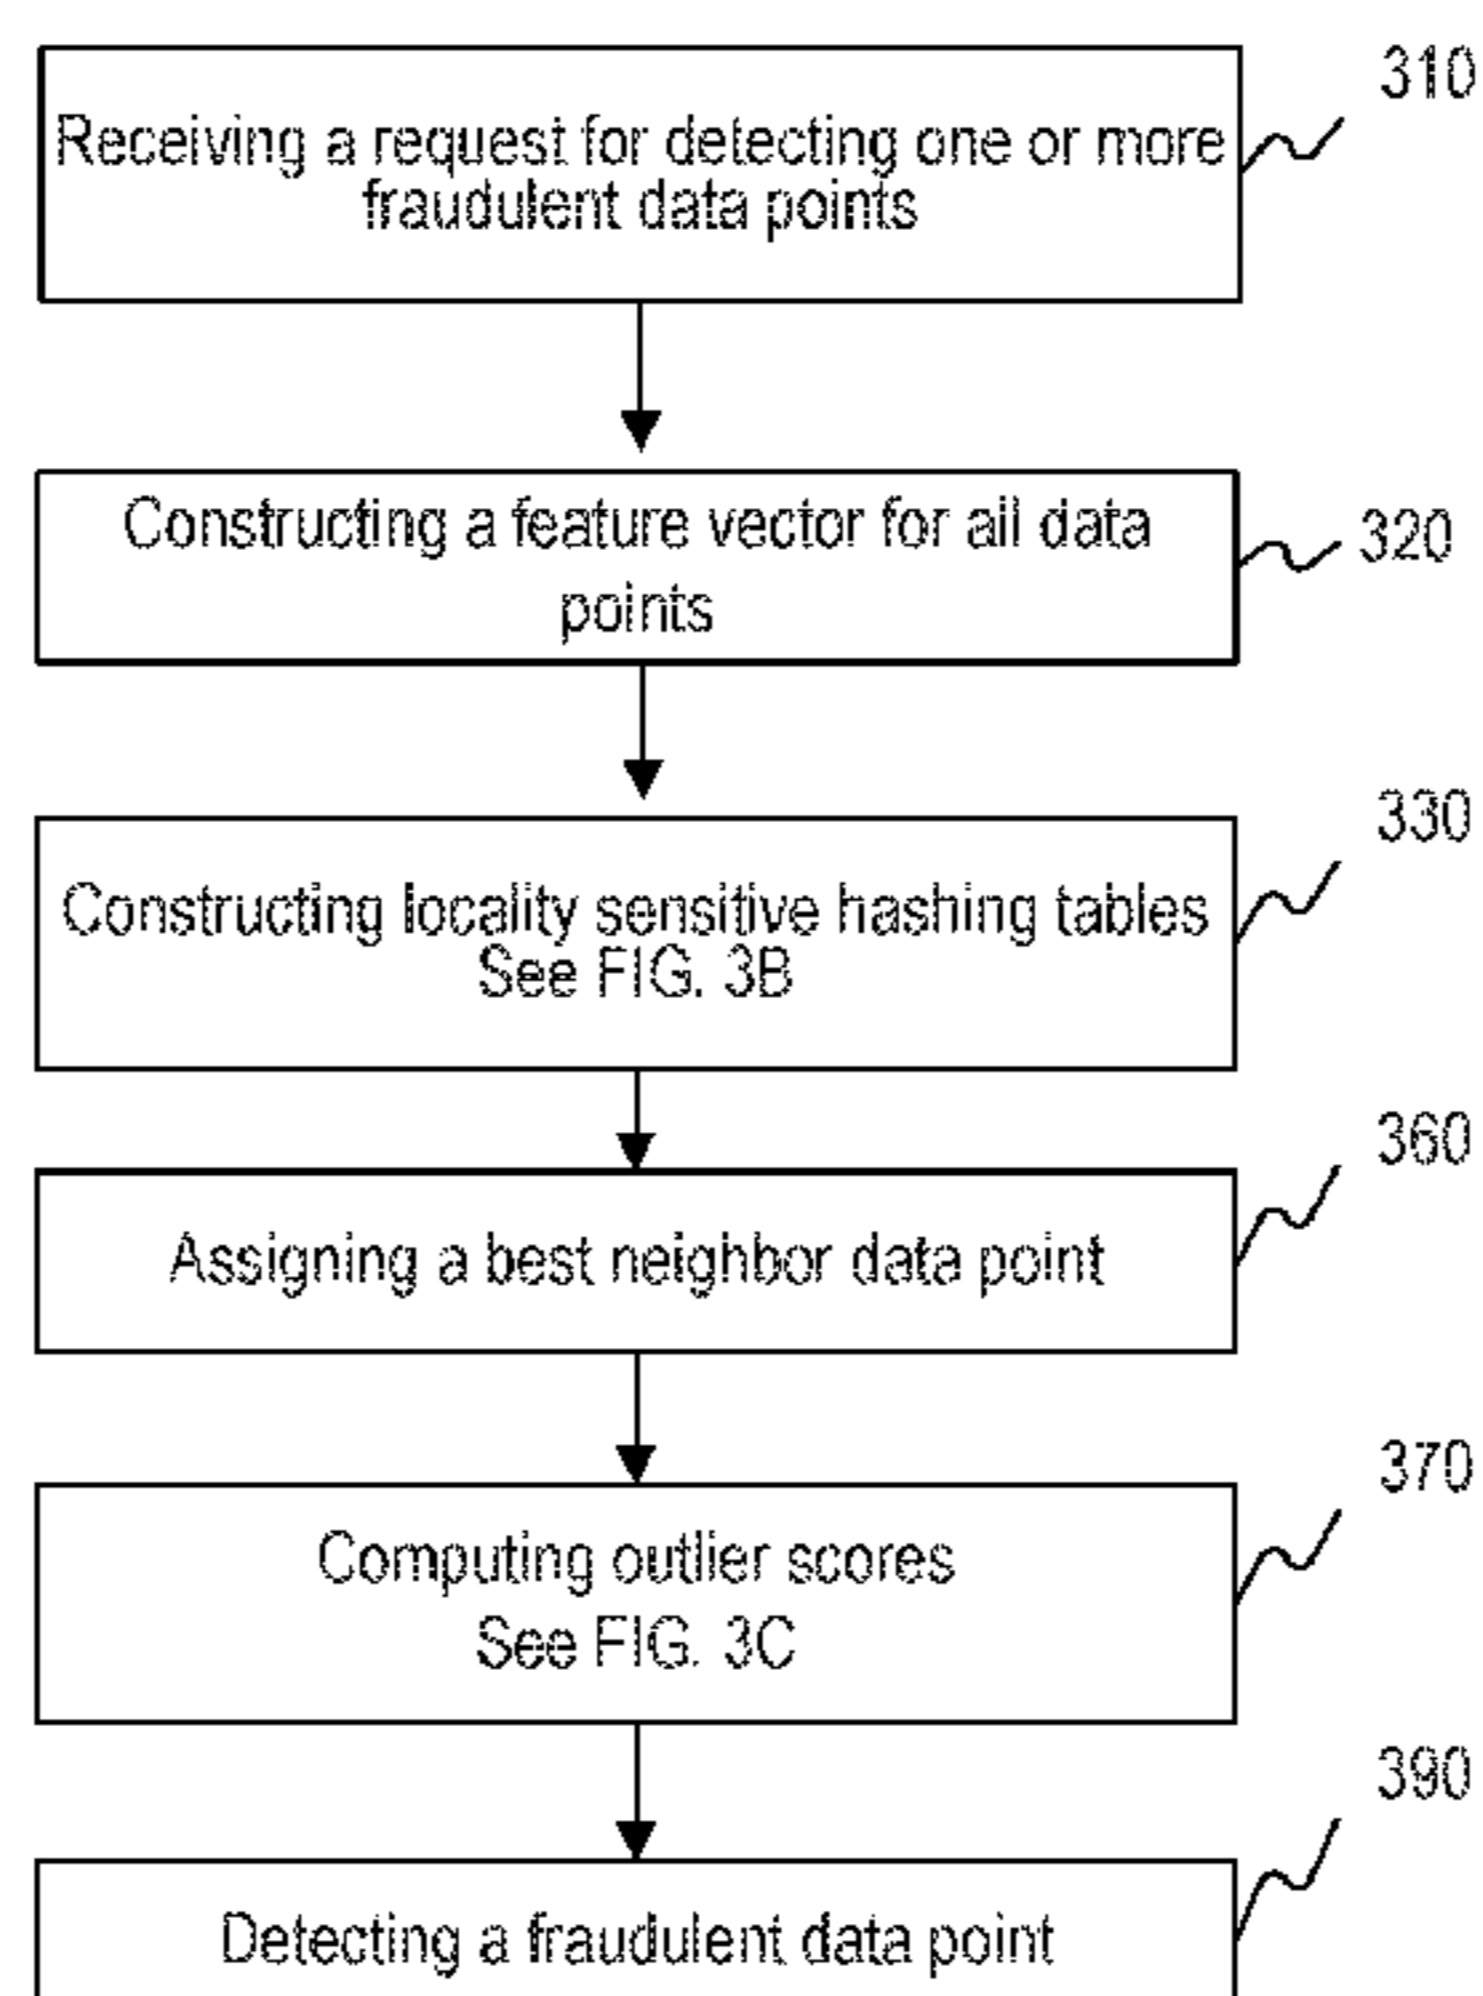 310
Receiving a request for detecting one or more
fraudulent data points
Constructing a feature vector for all data
points
320
330
Constructing locality sensitive hashing tables
See FIG. 3B
360
Assigning a best neighbor data point
370
Computing outlier scores
See FIG. 3C
390
Detecting a fraudulent data point